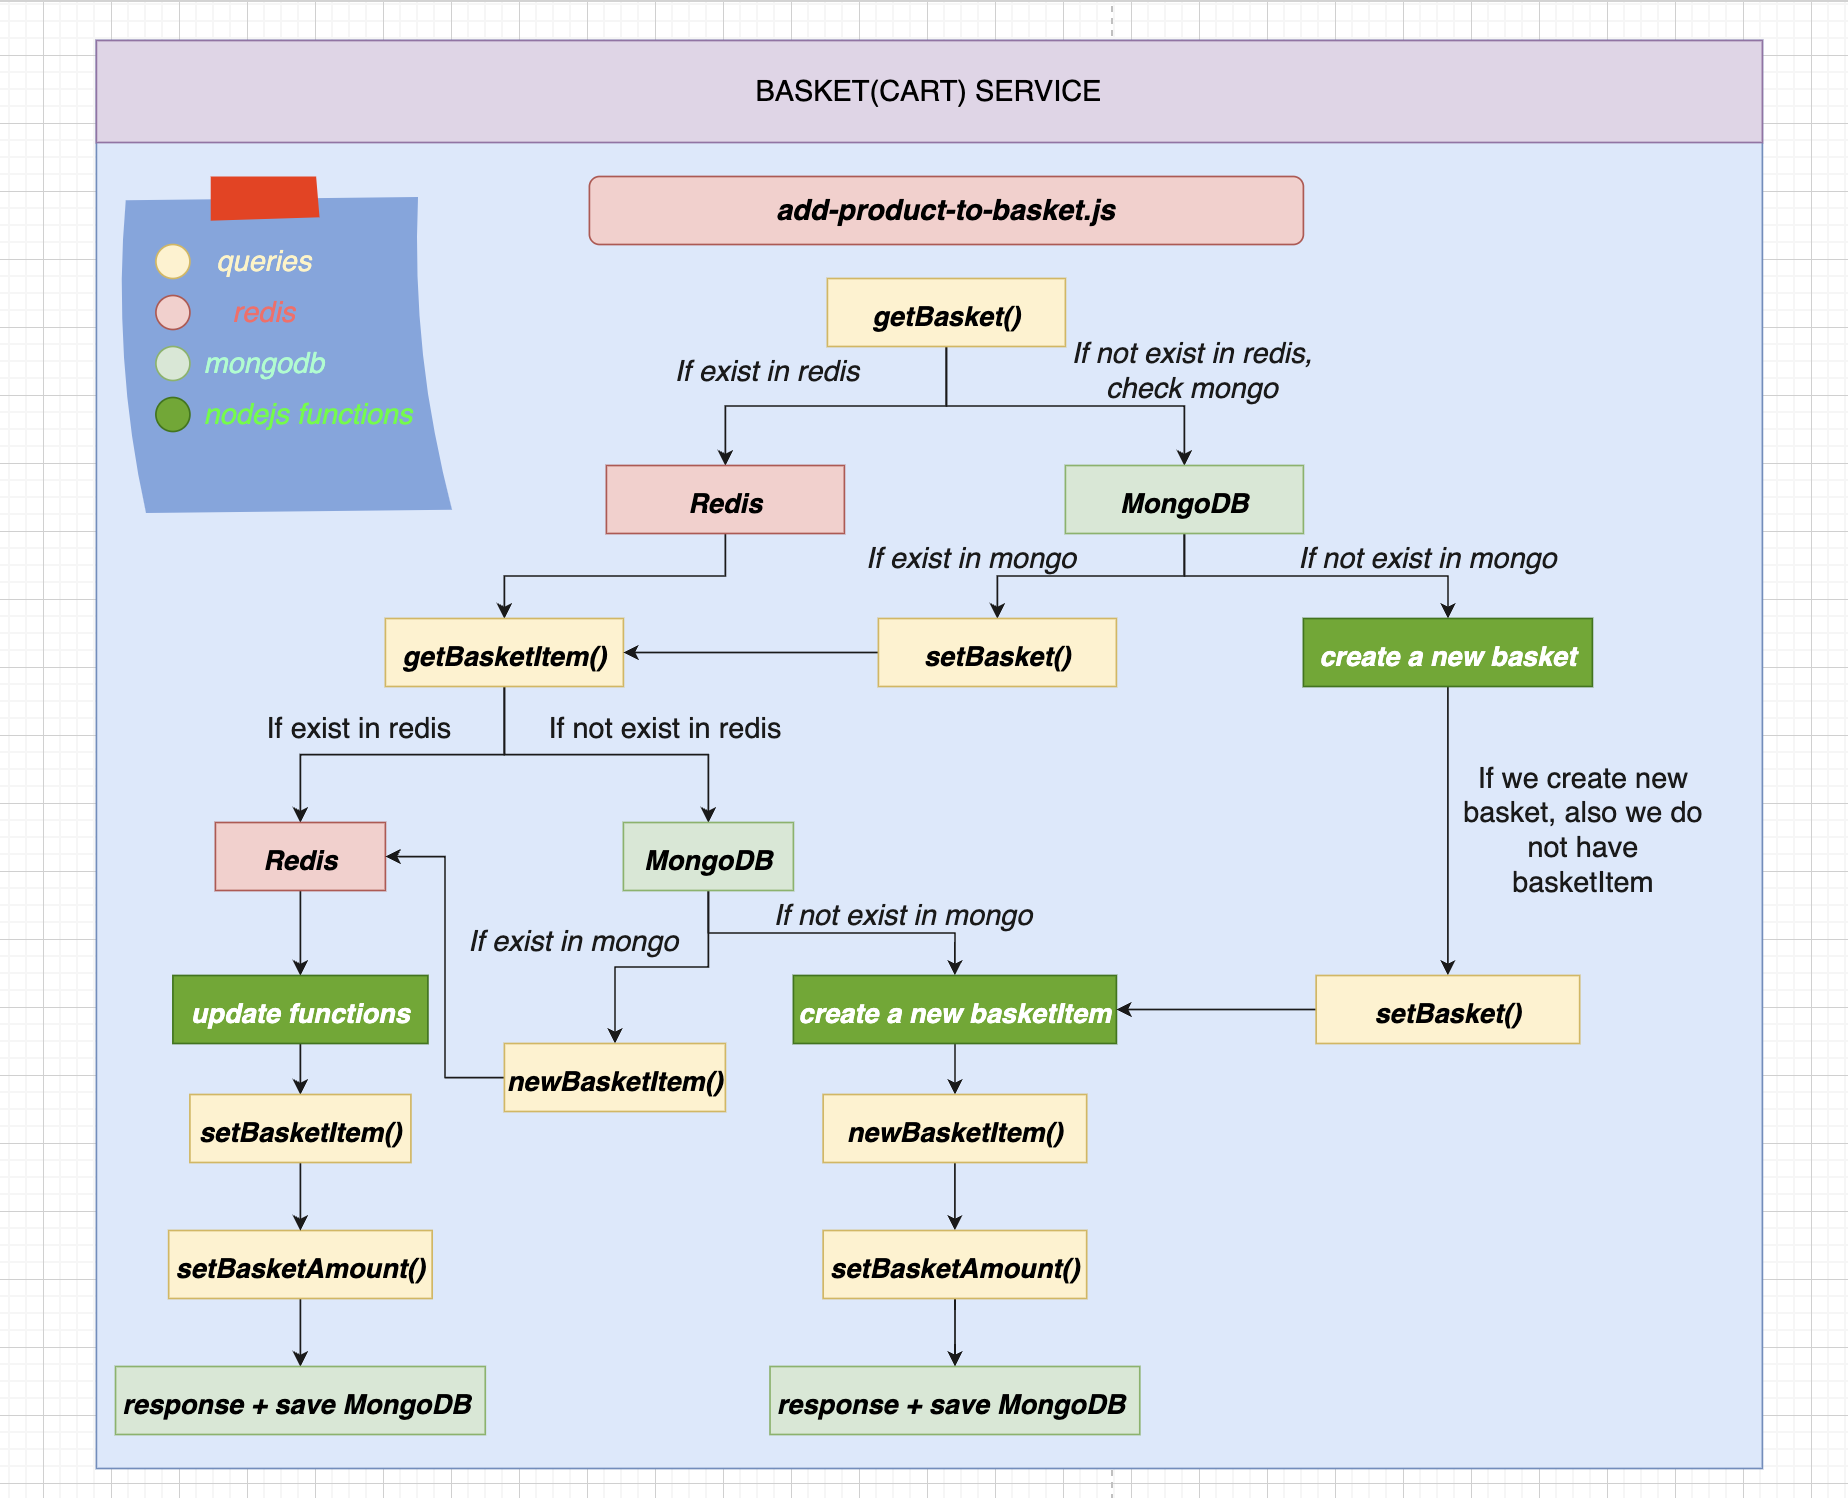 BASKET(CART) SERVICE
add-product-to-basket.js
queries
redis
mongodb
nodejs functions
getBasket()
If exist in redis
If not exist in redis,
check mongo
Redis
MongoDB
If exist in mongo
If not exist in mongo
getBasketItem()
setBasket()
create a new basket
If exist in redis
If not exist in redis
If we create new
basket, also we do
not have
basketItem
Redis
MongoDB
If exist in mongo
If not exist in mongo
update functions
create a new basketItem
setBasket()
newBasketItem()
setBasketItem()
newBasketItem()
setBasketAmount()
setBasketAmount()
response + save MongoDB
response + save MongoDB